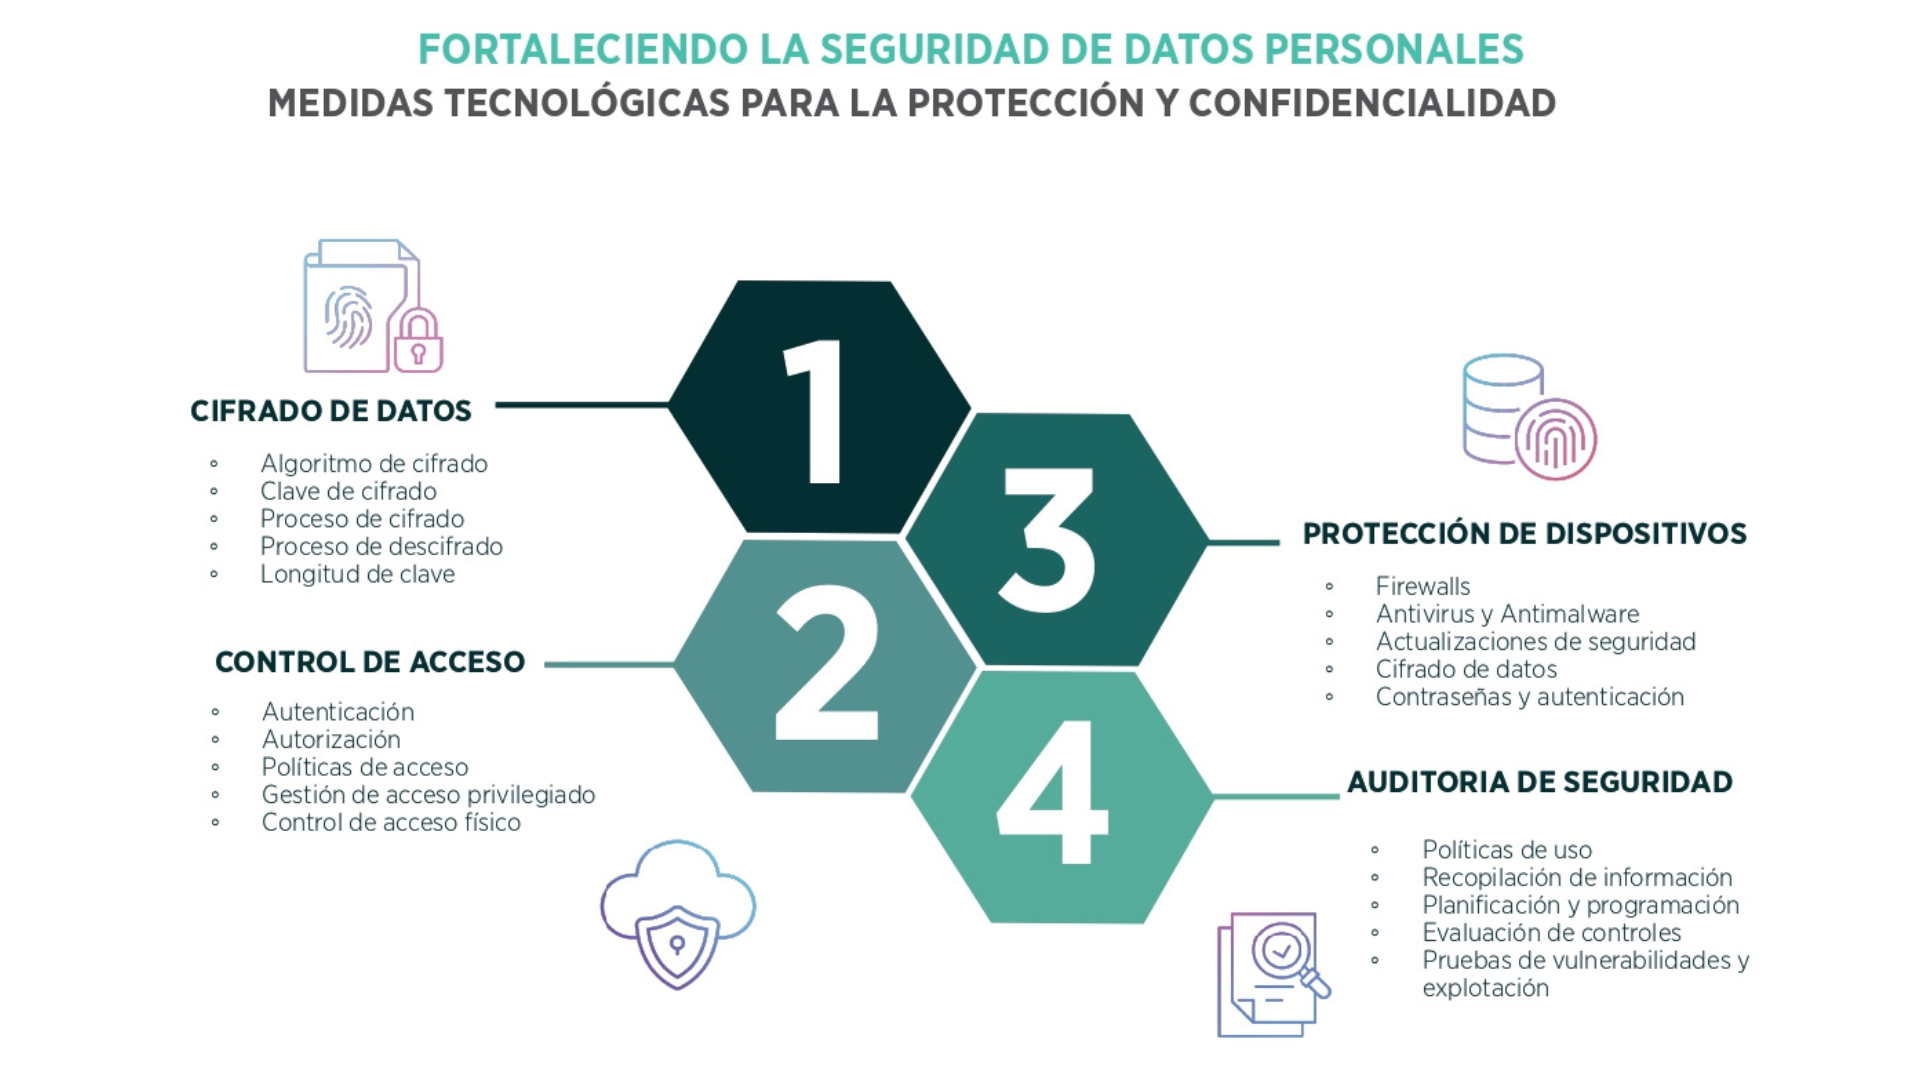 FORTALECIENDO LA SEGURIDAD DE DATOS PERSONALES
MEDIDAS TECNOLÓGICAS PARA LA PROTECCIÓN Y CONFIDENCIALIDAD
1
CIFRADO DE DATOS
Algoritmo de cifrado
Clave de cifrado
Proceso de cifrado
Proceso de descifrado
Longitud de clave
2
CONTROL DE ACCESO
Autenticación
Autorización
Políticas de acceso
Gestión de acceso privilegiado
Control de acceso físico
3
PROTECCIÓN DE DISPOSITIVOS
Firewalls
Antivirus y Antimalware
Actualizaciones de seguridad
Cifrado de datos
Contraseñas y autenticación
4
AUDITORIA DE SEGURIDAD
Políticas de uso
Recopilación de información
Planificación y programación
Evaluación de controles
Pruebas de vulnerabilidades y
explotación